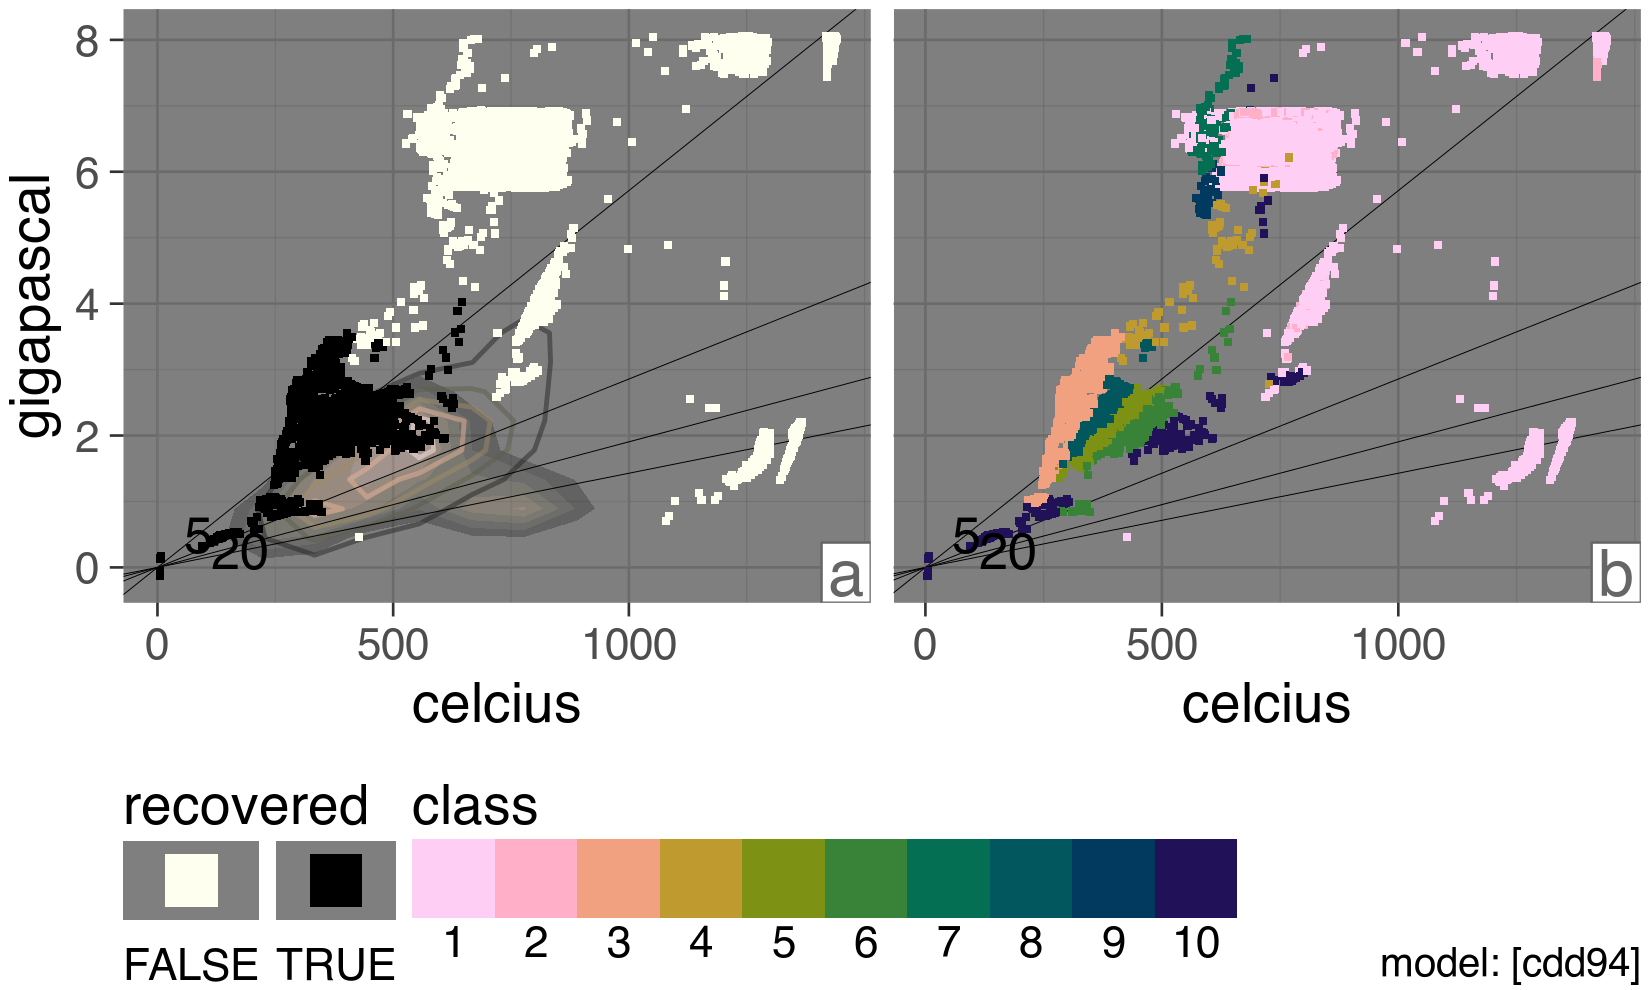 gigapascal
8
6
4
2
0
5
20
a
5
20
b
0 500 1000
0 500 1000
celcius
celcius
recovered
class
FALSE TRUE
1 2 3 4 5 6 7 8 9 10
model: [cdd94]